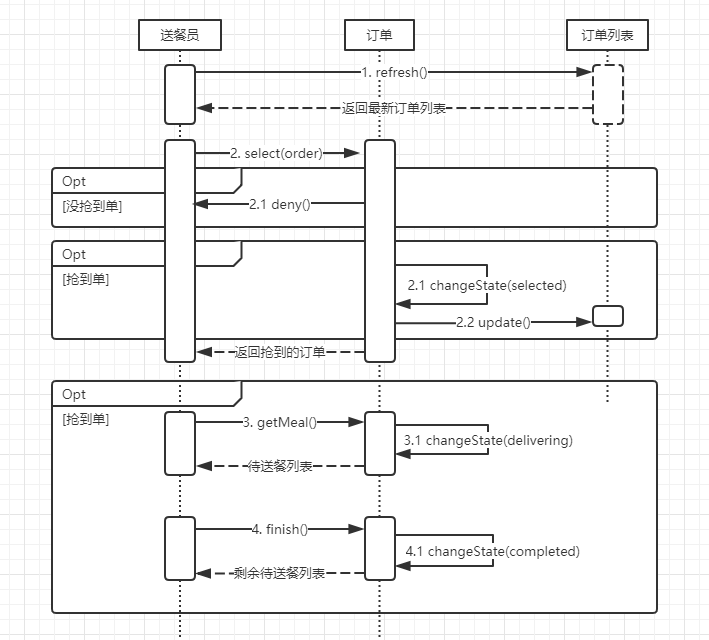 送餐员
订单
订单列表
1. refresh()
返回最新订单列表
2. select(order)
Opt
[没抢到单]
2.1 deny()
Opt
[抢到单]
2.1 changeState(selected)
2.2 update()
返回抢到的订单
Opt
[抢到单]
3. getMeal()
3.1 changeState(delivering)
待送餐列表
4. finish()
4.1 changeState(completed)
剩余待送餐列表